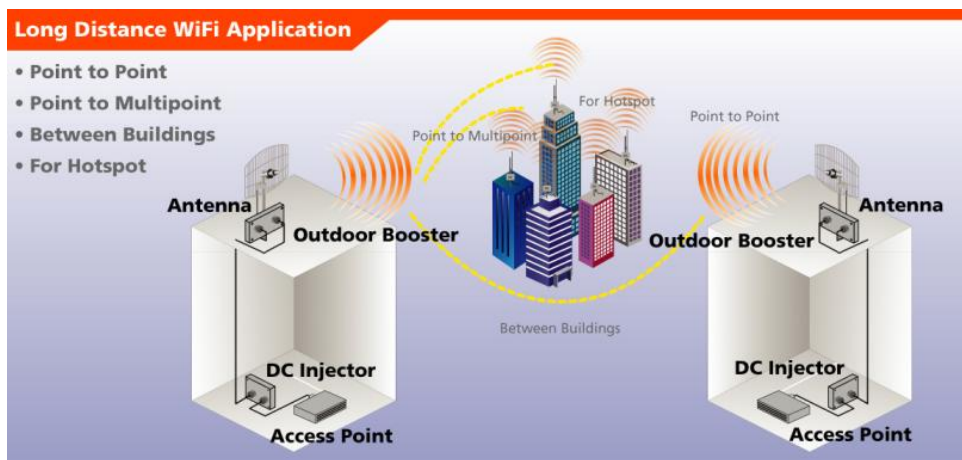 Long Distance WiFi Application
• Point to Point
• Point to Multipoint
• Between Buildings
• For Hotspot
For Hotspot
Point to Multipoint
Point to Point
Antenna
Outdoor Booster
Antenna
Outdoor Booster
Between Buildings
DC Injector
Access Point
DC Injector
Access Point